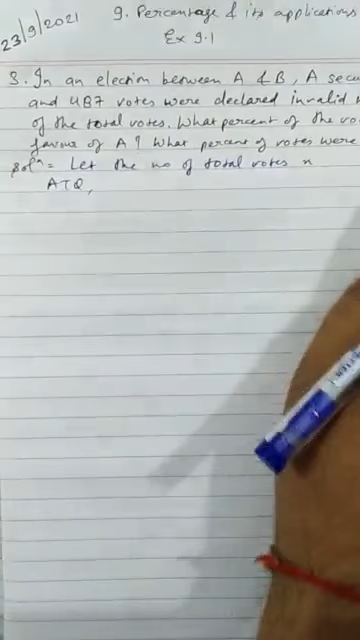 23/9/2021
9. Percentage & its applications
Ex 9.1
3. In an election between A & B, A secu
and 487 votes were declared invalid
of the total votes. What percent of the vo
favour of A? What percent of votes were
Solⁿ = Let the no of total votes x
ATQ,